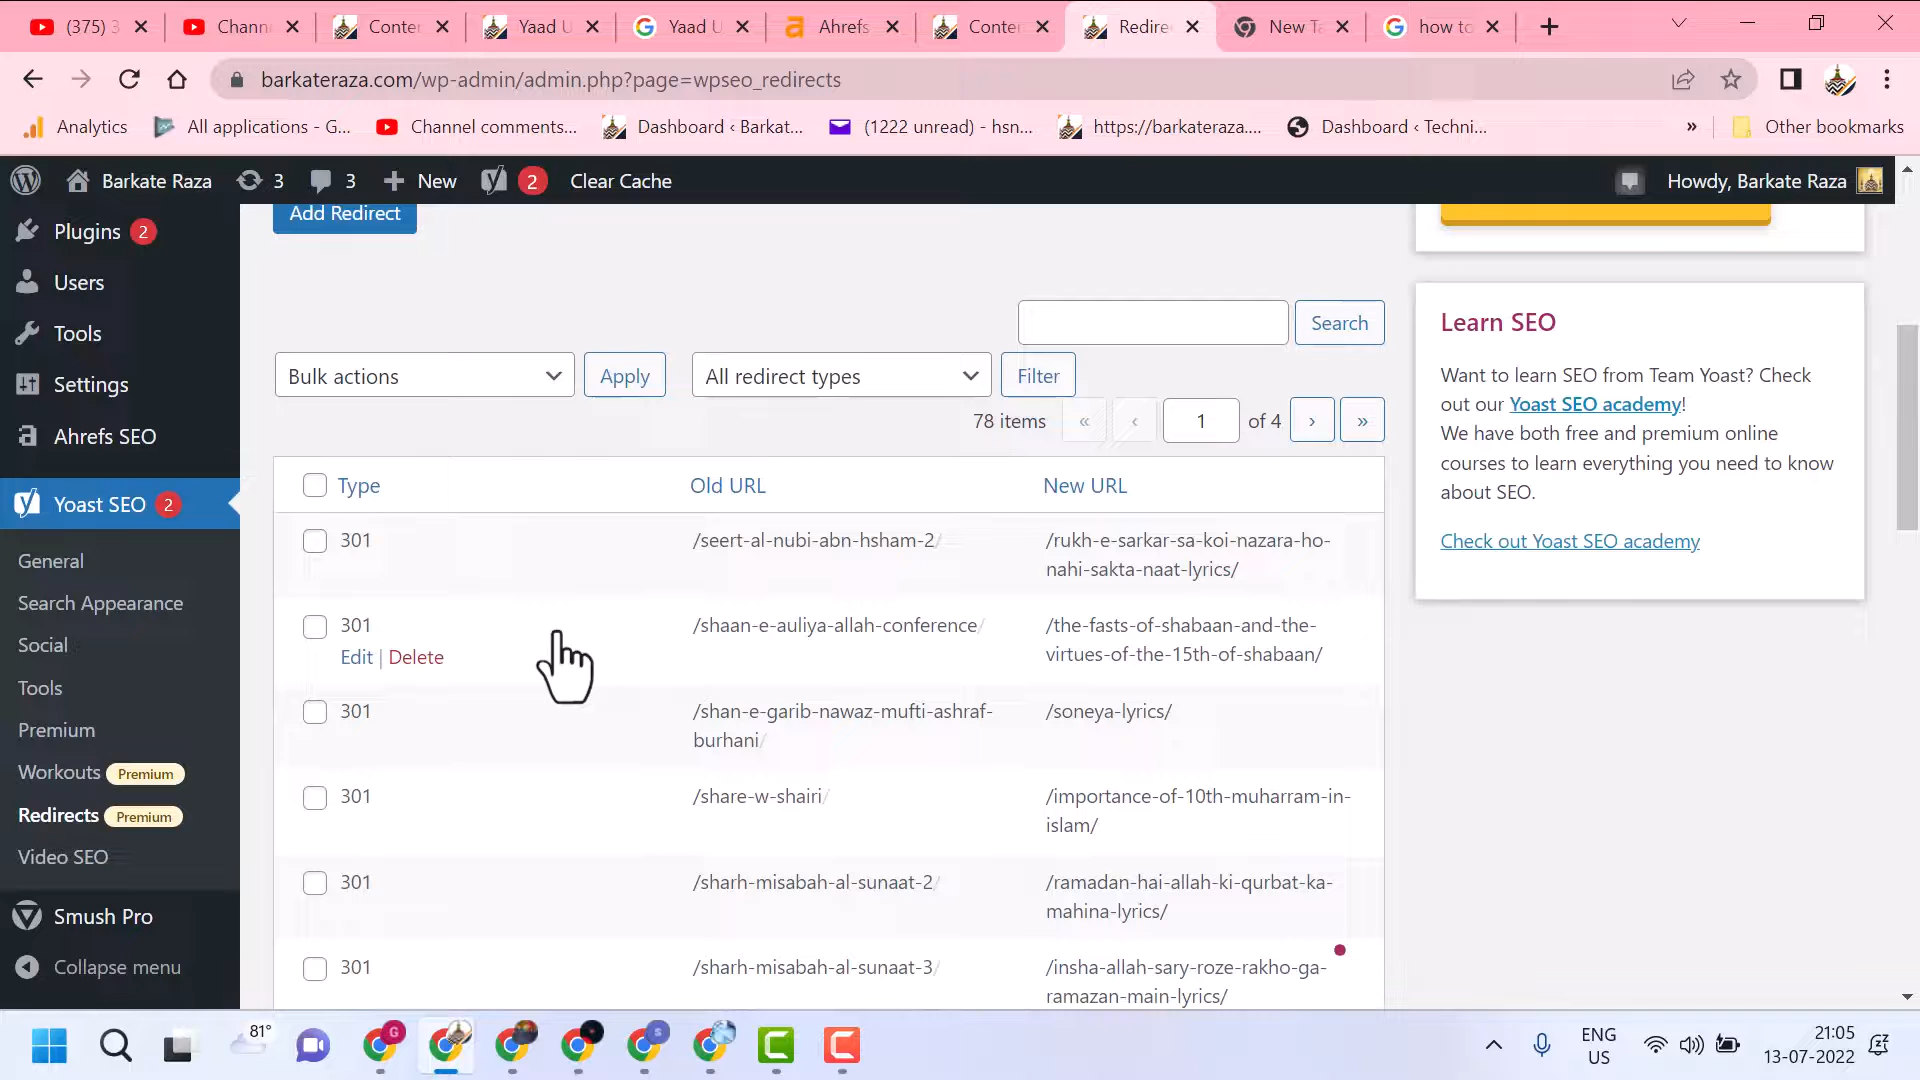 (375) 3
Chann
Conter
Yaad U
Yaad U
Ahrefs
Conter
Redire
New Ta
how to
barkateraza.com/wp-admin/admin.php?page=wpseo_redirects
Analytics
All applications - G...
Channel comments...
Dashboard ‹ Barkat...
(1222 unread) - hsn...
https://barkateraza....
Dashboard ‹ Techni...
»
Other bookmarks
Barkate Raza
3
3
New
2
Clear Cache
Howdy, Barkate Raza
Plugins 2
Users
Tools
Settings
Ahrefs SEO
Yoast SEO 2
General
Search Appearance
Social
Tools
Premium
Workouts Premium
Redirects Premium
Video SEO
Smush Pro
Collapse menu
Add Redirect
Search
Bulk actions
Apply
All redirect types
Filter
78 items « ‹ 1 of 4 › »
Type Old URL New URL
301 /seert-al-nubi-abn-hsham-2/ /rukh-e-sarkar-sa-koi-nazara-ho-
nahi-sakta-naat-lyrics/
301 /shaan-e-auliya-allah-conference/ /the-fasts-of-shabaan-and-the-
Edit | Delete virtues-of-the-15th-of-shabaan/
301 /shan-e-garib-nawaz-mufti-ashraf- /soneya-lyrics/
burhani/
301 /share-w-shairi/ /importance-of-10th-muharram-in-
islam/
301 /sharh-misabah-al-sunaat-2/ /ramadan-hai-allah-ki-qurbat-ka-
mahina-lyrics/
301 /sharh-misabah-al-sunaat-3/ /insha-allah-sary-roze-rakho-ga-
ramazan-main-lyrics/
Learn SEO
Want to learn SEO from Team Yoast? Check
out our Yoast SEO academy!
We have both free and premium online
courses to learn everything you need to know
about SEO.
Check out Yoast SEO academy
81°
ENG
US
21:05
13-07-2022